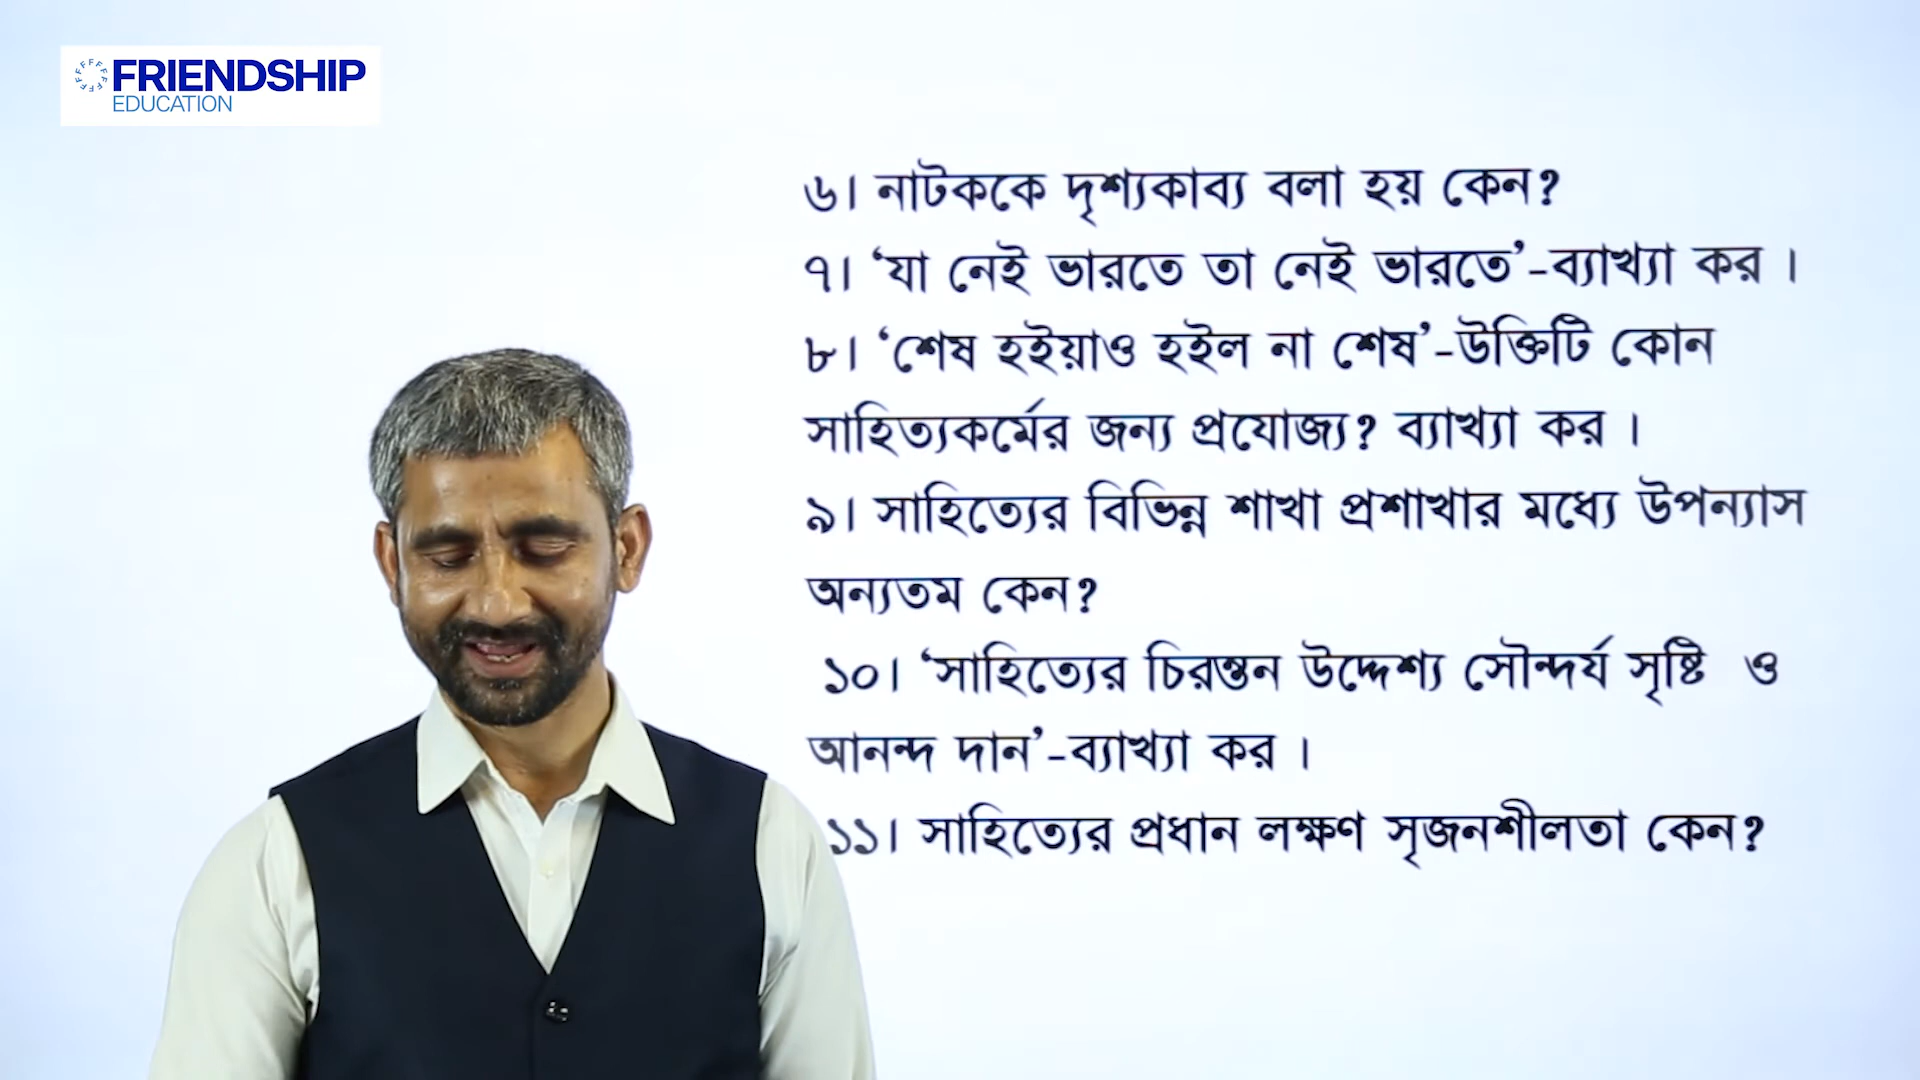 FRIENDSHIP
EDUCATION
৬। নাটককে দৃশ্যকাব্য বলা হয় কেন?
৭। ‘যা নেই ভারতে তা নেই ভারতে’-ব্যাখ্যা কর ।
৮। ‘শেষ হইয়াও হইল না শেষ’-উক্তিটি কোন
সাহিত্যকর্মের জন্য প্রযোজ্য? ব্যাখ্যা কর ।
৯। সাহিত্যের বিভিন্ন শাখা প্রশাখার মধ্যে উপন্যাস
অন্যতম কেন?
১০। ‘সাহিত্যের চিরন্তন উদ্দেশ্য সৌন্দর্য সৃষ্টি ও
আনন্দ দান’-ব্যাখ্যা কর ।
১১। সাহিত্যের প্রধান লক্ষণ সৃজনশীলতা কেন?